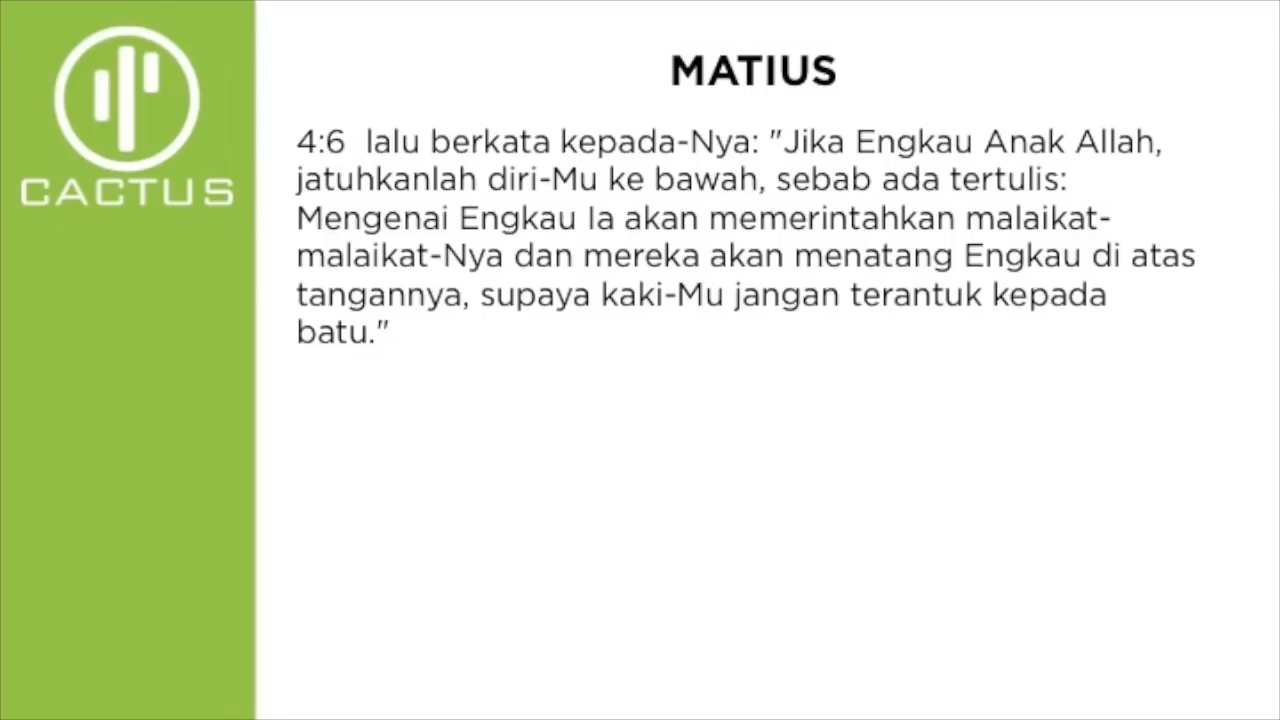 CACTUS
MATIUS
4:6 lalu berkata kepada-Nya: "Jika Engkau Anak Allah,
jatuhkanlah diri-Mu ke bawah, sebab ada tertulis:
Mengenai Engkau Ia akan memerintahkan malaikat-
malaikat-Nya dan mereka akan menatang Engkau di atas
tangannya, supaya kaki-Mu jangan terantuk kepada
batu."